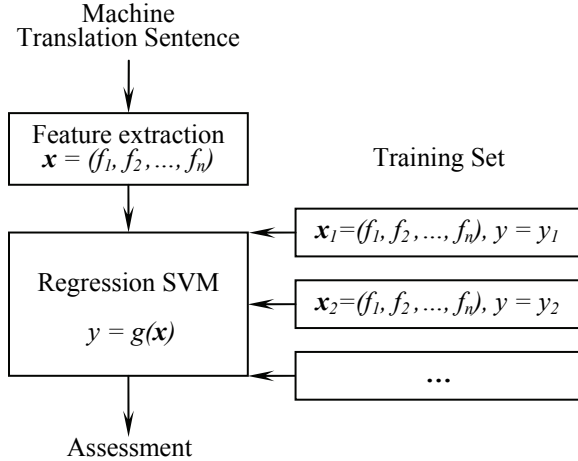 Machine
Translation Sentence
Feature extraction
x = (f1, f2 ,..., fn)
Training Set
x1=(f1, f2 ,..., fn), y = y1
Regression SVM
x2=(f1, f2 ,..., fn), y = y2
y = g(x)
...
Assessment